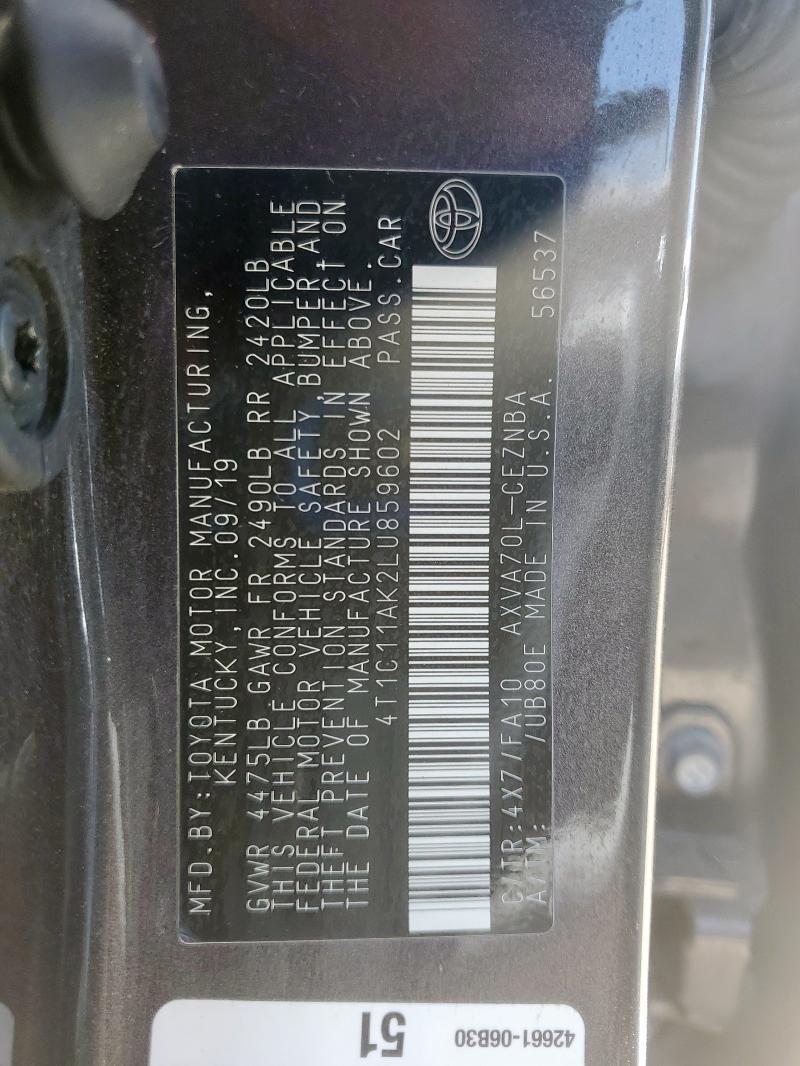 MFD.BY:TOYOTA MOTOR MANUFACTURING,
KENTUCKY, INC.09/19
GVWR 4475LB GAWR FR 2490LB RR 2420LB
THIS VEHICLE CONFORMS TO ALL APPLICABLE
FEDERAL MOTOR VEHICLE SAFETY, BUMPER AND
THEFT PREVENTION STANDARDS IN EFFECT ON
THE DATE OF MANUFACTURE SHOWN ABOVE.
4T1C11AK2LU859602 PASS.CAR
C/TR:4X7/FA10 AXVA70L-CEZNBA
A/TM: /UB80E MADE IN U.S.A. 56537
51
42661-06B30